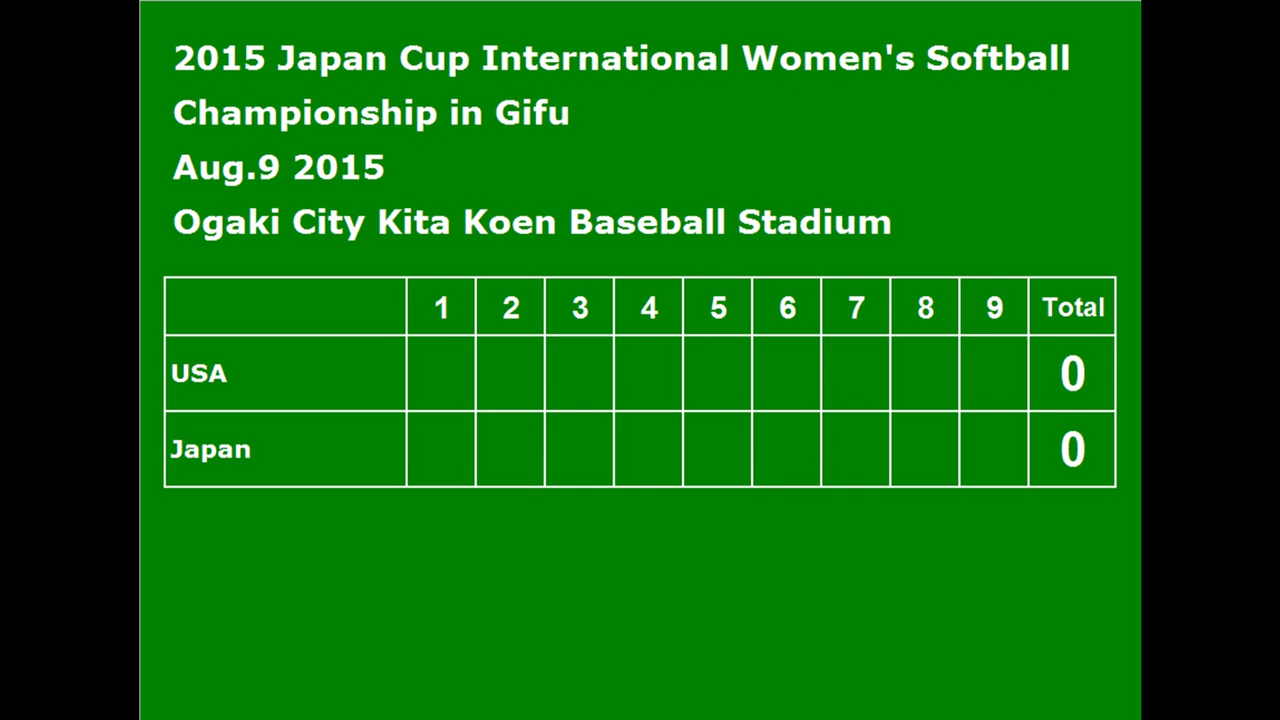 2015 Japan Cup International Women's Softball
Championship in Gifu
Aug.9 2015
Ogaki City Kita Koen Baseball Stadium
1 2 3 4 5 6 7 8 9 Total
USA 0
Japan 0